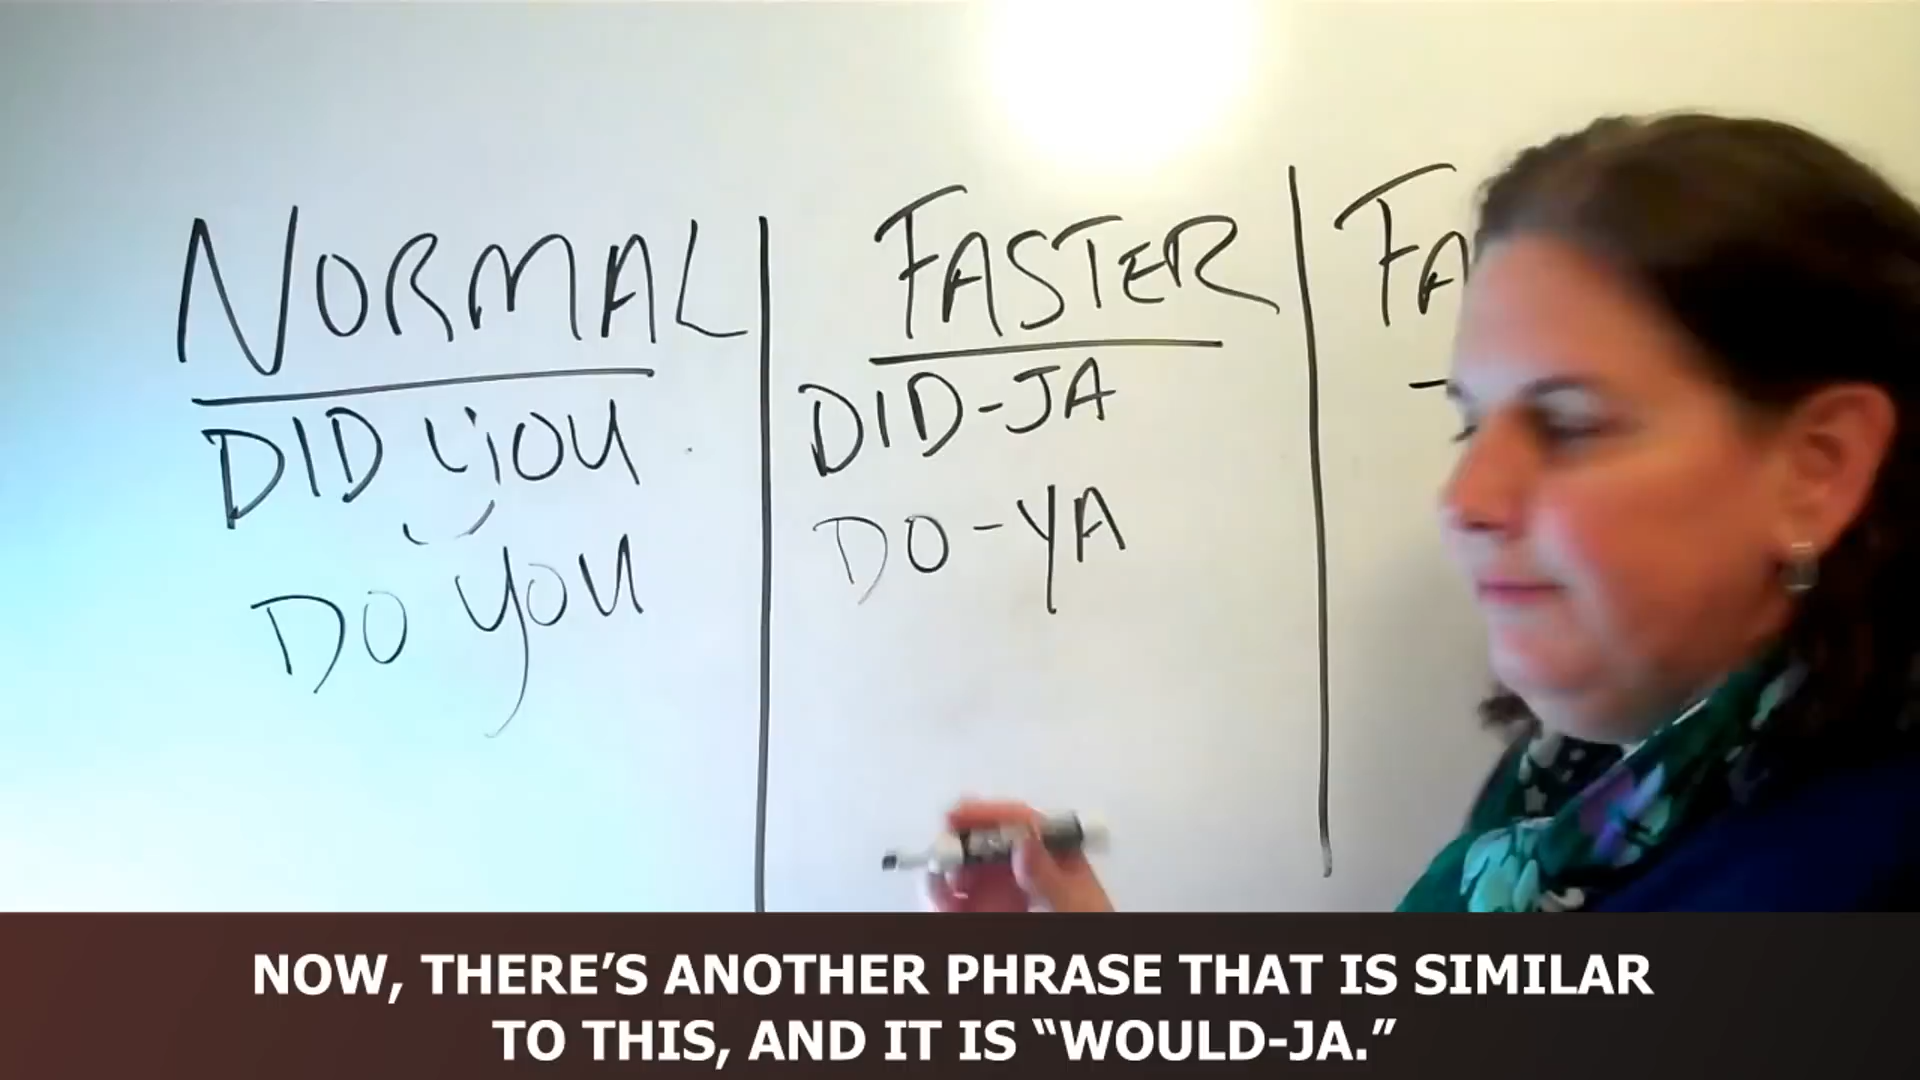 NORMAL
FASTER
FA
DID YOU
DID-JA
DO YOU
DO-YA
NOW, THERE’S ANOTHER PHRASE THAT IS SIMILAR
TO THIS, AND IT IS “WOULD-JA.”